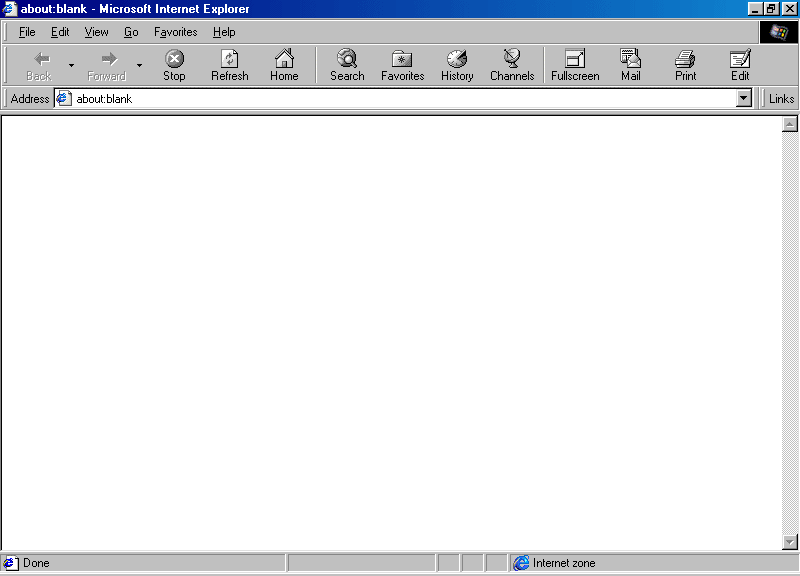 about:blank - Microsoft Internet Explorer
File Edit View Go Favorites Help
Back Forward Stop Refresh Home Search Favorites History Channels Fullscreen Mail Print Edit
Address about:blank Links
Done Internet zone